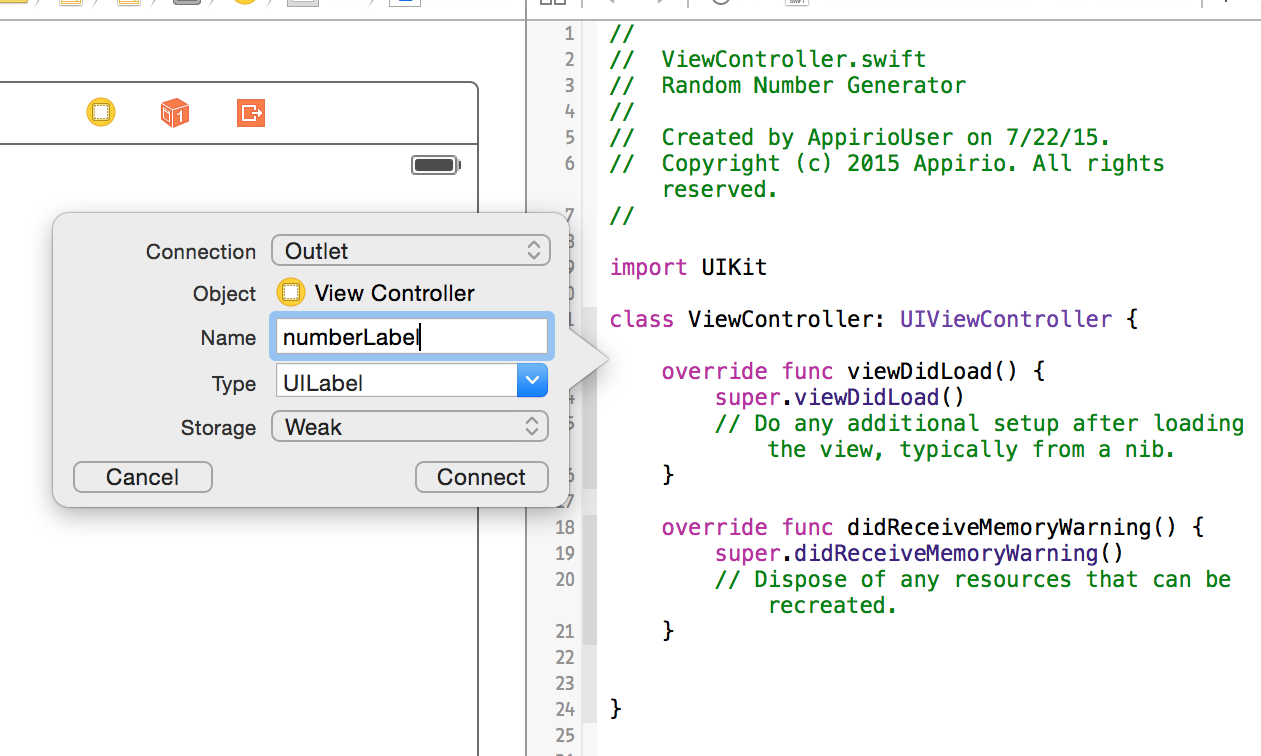 Connection Outlet
Object View Controller
Name numberLabel
Type UILabel
Storage Weak
Cancel Connect
1 //
2 // ViewController.swift
3 // Random Number Generator
4 //
5 // Created by AppirioUser on 7/22/15.
6 // Copyright (c) 2015 Appirio. All rights
reserved.
7 //
import UIKit
class ViewController: UIViewController {
override func viewDidLoad() {
super.viewDidLoad()
// Do any additional setup after loading
the view, typically from a nib.
}
17
18 override func didReceiveMemoryWarning() {
19 super.didReceiveMemoryWarning()
20 // Dispose of any resources that can be
recreated.
21 }
22
23
24 }
25